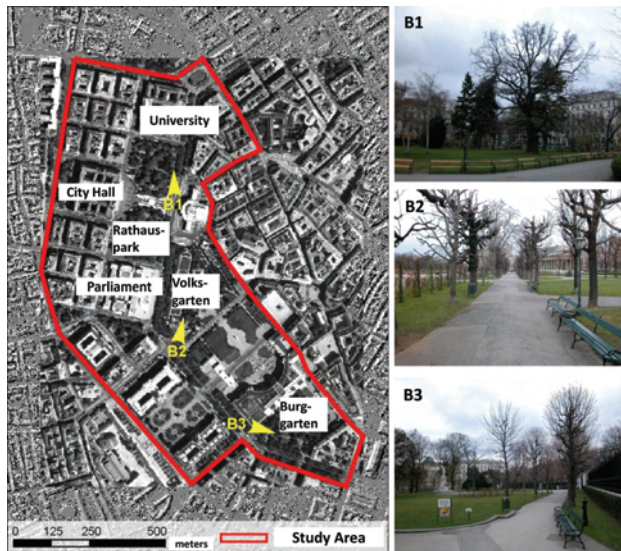 University
City Hall
B1
Rathaus-
park
Parliament
Volks-
garten
B2
Burg-
garten
B3
0 125 250 500
meters
Study Area
B1
B2
B3